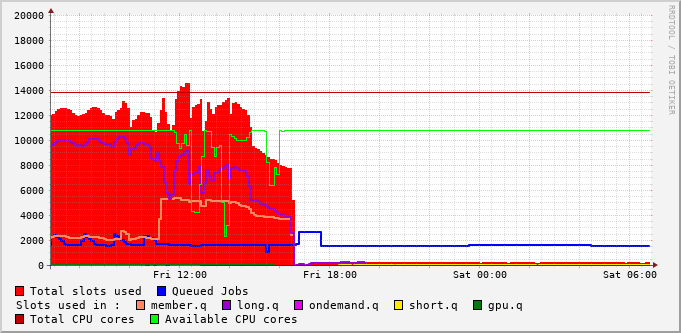 RRDTOOL / TOBI OETIKER
20000
18000
16000
14000
12000
10000
8000
6000
4000
2000
0
Fri 12:00 Fri 18:00 Sat 00:00 Sat 06:00
Total slots used Queued Jobs
Slots used in : member.q long.q ondemand.q short.q gpu.q
Total CPU cores Available CPU cores